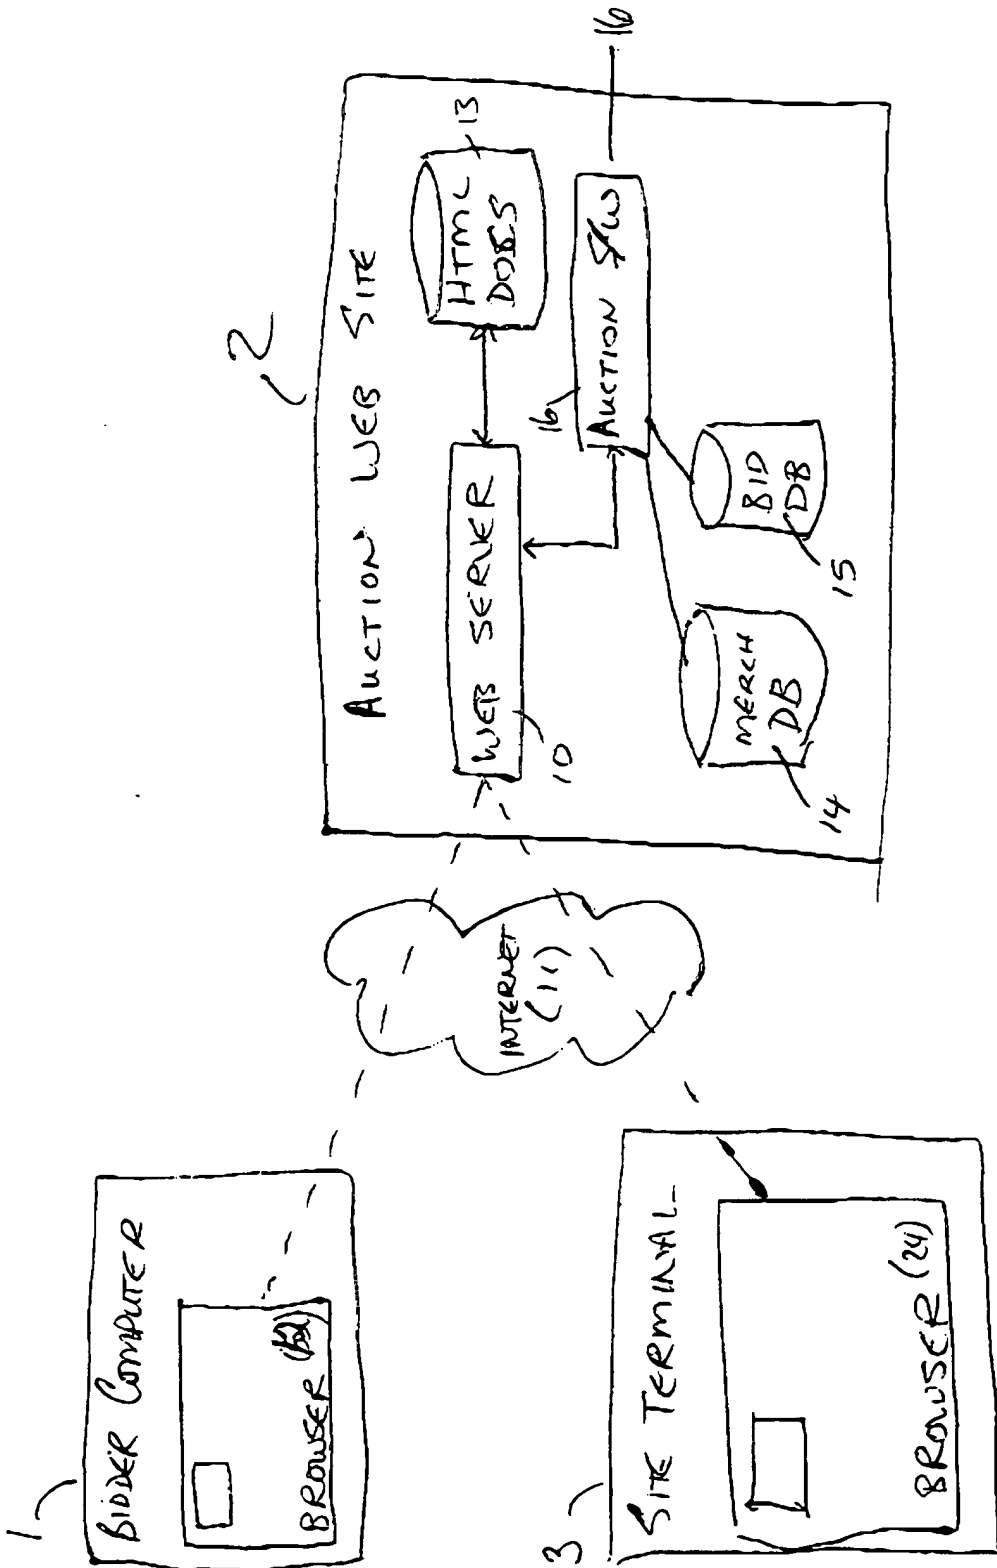 1
BIDDER COMPUTER
BROWSER
3
SITE TERMINAL
BROWSER (24)
INTERNET
(11)
2
AUCTION WEB SITE
WEB SERVER
10
HTML
DOCS
13
16
AUCTION S/W
16
MERCH
DB
14
BID
DB
15